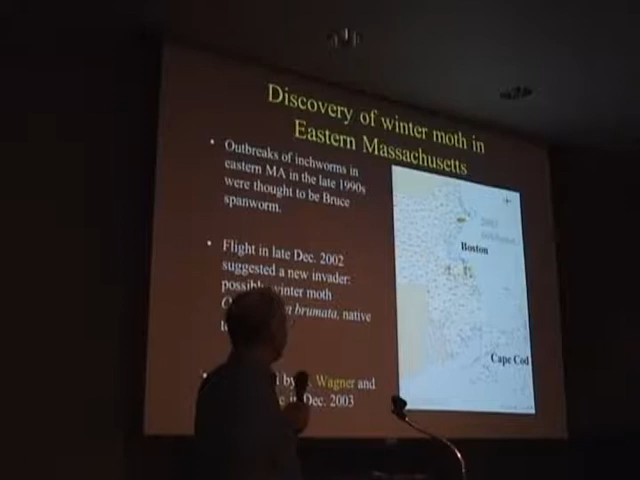 Discovery of winter moth in
Eastern Massachusetts
• Outbreaks of inchworms in
eastern MA in the late 1990s
were thought to be Bruce
spanworm.
• Flight in late Dec. 2002
suggested a new invader:
winter moth
brumata, native
by Wagner and
in Dec. 2003
Boston
Cape Cod